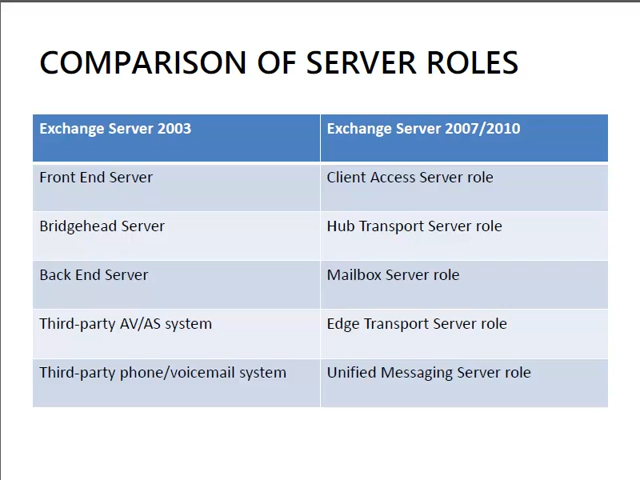 COMPARISON OF SERVER ROLES
Exchange Server 2003 Exchange Server 2007/2010
Front End Server Client Access Server role
Bridgehead Server Hub Transport Server role
Back End Server Mailbox Server role
Third-party AV/AS system Edge Transport Server role
Third-party phone/voicemail system Unified Messaging Server role